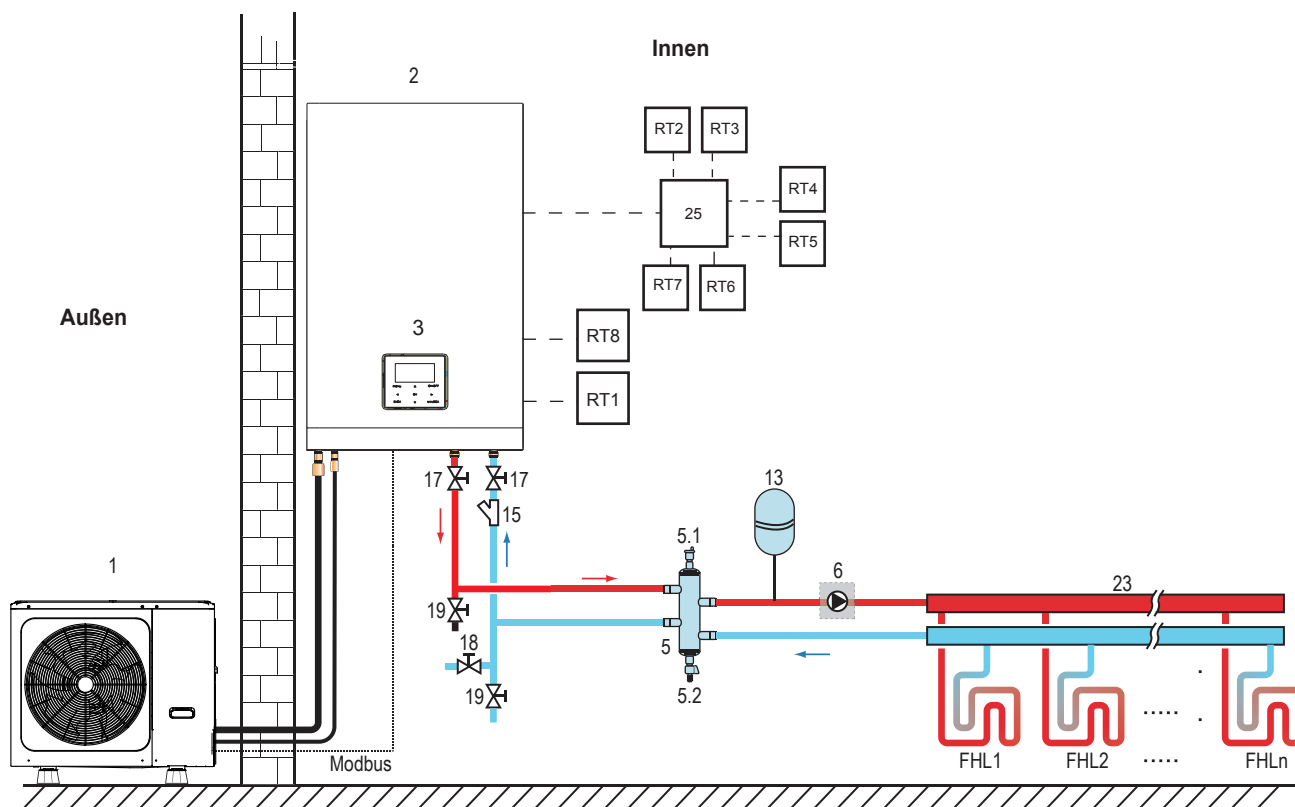 Innen
2
RT2
RT3
25
RT4
RT5
RT7
RT6
Außen
3
RT8
RT1
17
17
15
13
5.1
1
6
23
19
18
5
19
5.2
Modbus
FHL1
FHL2
.....
.....
FHLn